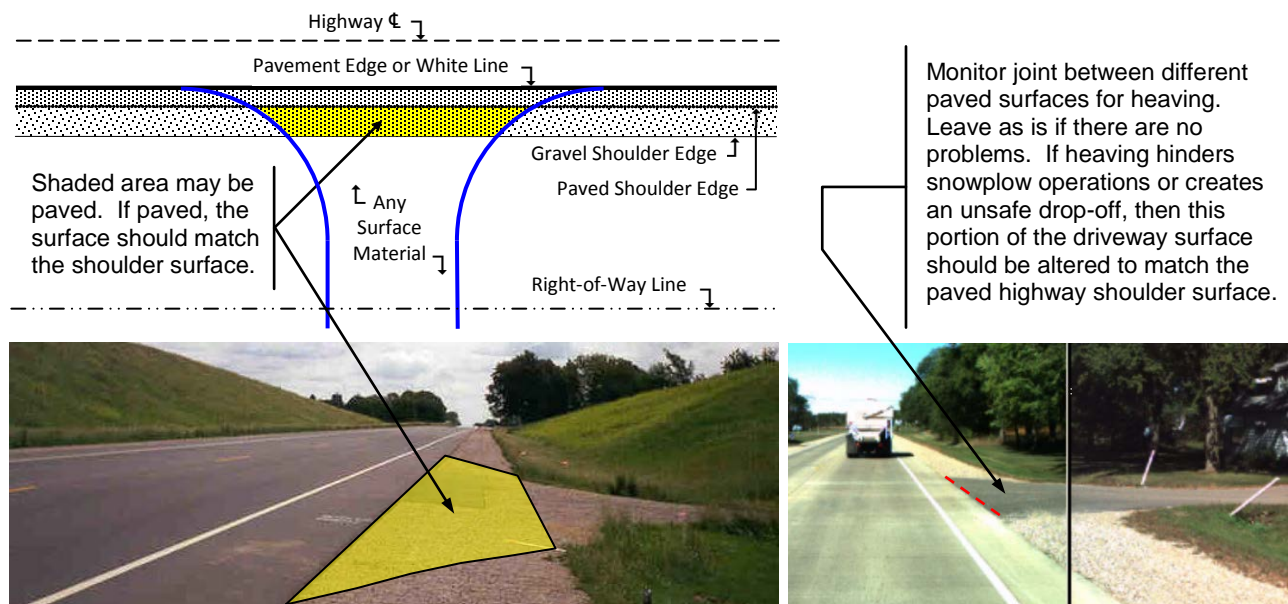 Highway ℄
Pavement Edge or White Line
Gravel Shoulder Edge
Paved Shoulder Edge
Shaded area may be
paved.  If paved, the
surface should match
the shoulder surface.
Any
Surface
Material
Right-of-Way Line
Monitor joint between different
paved surfaces for heaving.
Leave as is if there are no
problems.  If heaving hinders
snowplow operations or creates
an unsafe drop-off, then this
portion of the driveway surface
should be altered to match the
paved highway shoulder surface.